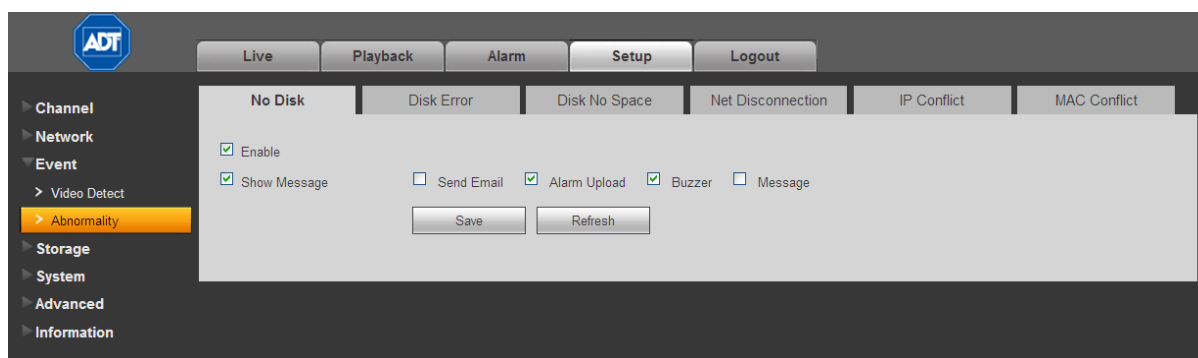 ADT
Live Playback Alarm Setup Logout
No Disk Disk Error Disk No Space Net Disconnection IP Conflict MAC Conflict
Channel
Network
Event
> Video Detect
> Abnormality
Storage
System
Advanced
Information
Enable
Show Message Send Email Alarm Upload Buzzer Message
Save Refresh